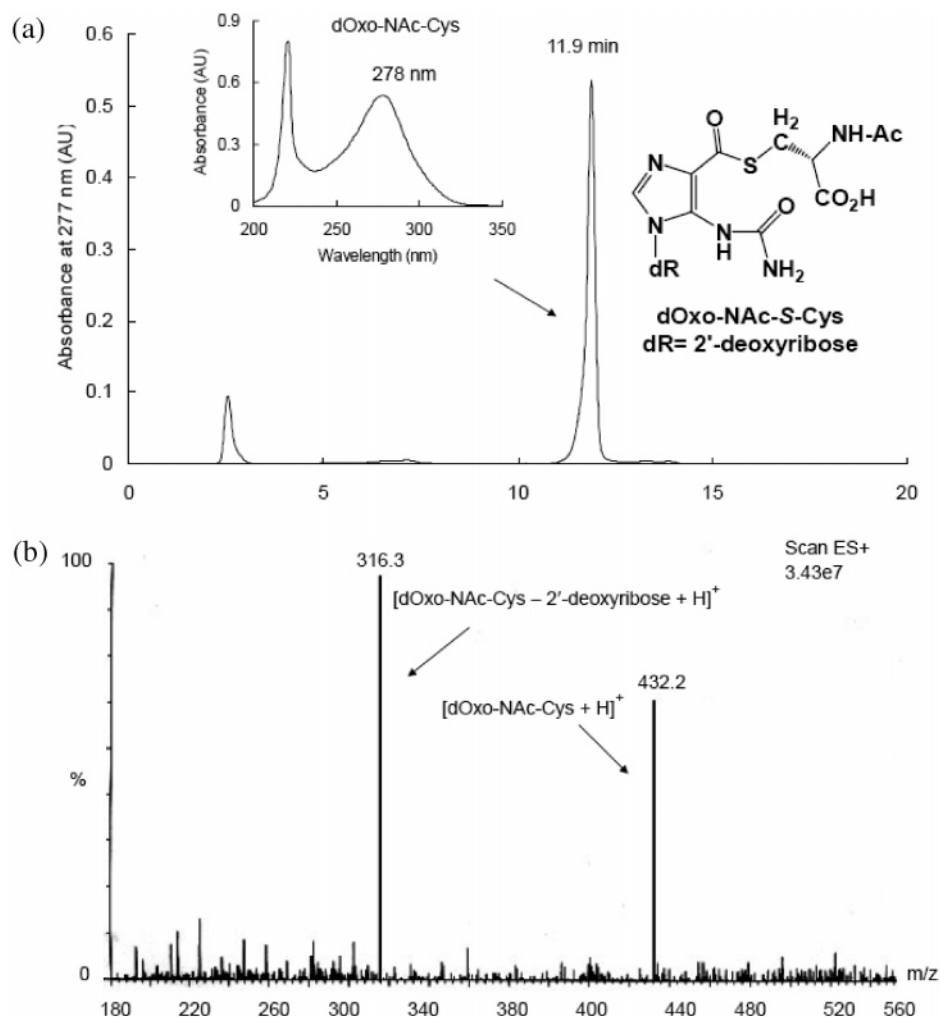 (a)
dOxo-NAc-Cys
11.9 min
278 nm
Absorbance at 277 nm (AU)
0.6
0.5
0.4
0.3
0.2
0.1
0
Absorbance (AU)
0.9
0.6
0.3
0
200 250 300 350
Wavelength (nm)
O
H2
C
NH-Ac
S
CO2H
N
N
dR
N
H
O
NH2
dOxo-NAc-S-Cys
dR= 2'-deoxyribose
0 5 10 15 20
(b)
100
%
0
316.3
Scan ES+
3.43e7
[dOxo-NAc-Cys – 2′-deoxyribose + H]+
432.2
[dOxo-NAc-Cys + H]+
180 220 260 300 340 380 400 440 480 520 560
m/z